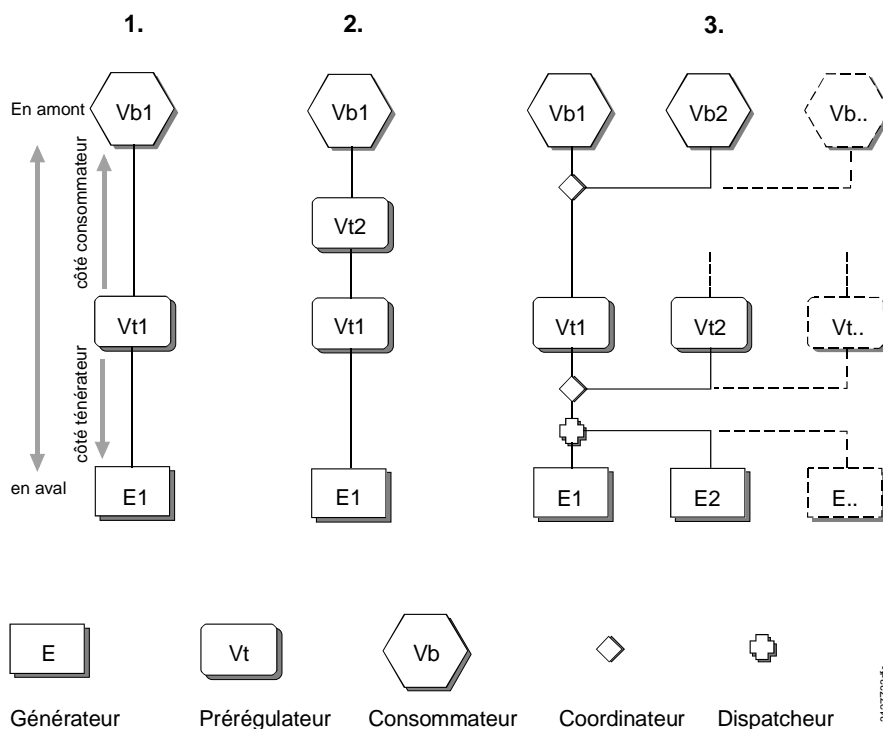 1.
2.
3.
En amont
Vb1
Vb1
Vb1
Vb2
Vb..
côté consommateur
Vt2
Vt1
Vt1
Vt1
Vt2
Vt..
côté ténérateur
en aval
E1
E1
E1
E2
E..
E
Vt
Vb
Générateur
Prérégulateur
Consommateur
Coordinateur
Dispatcheur